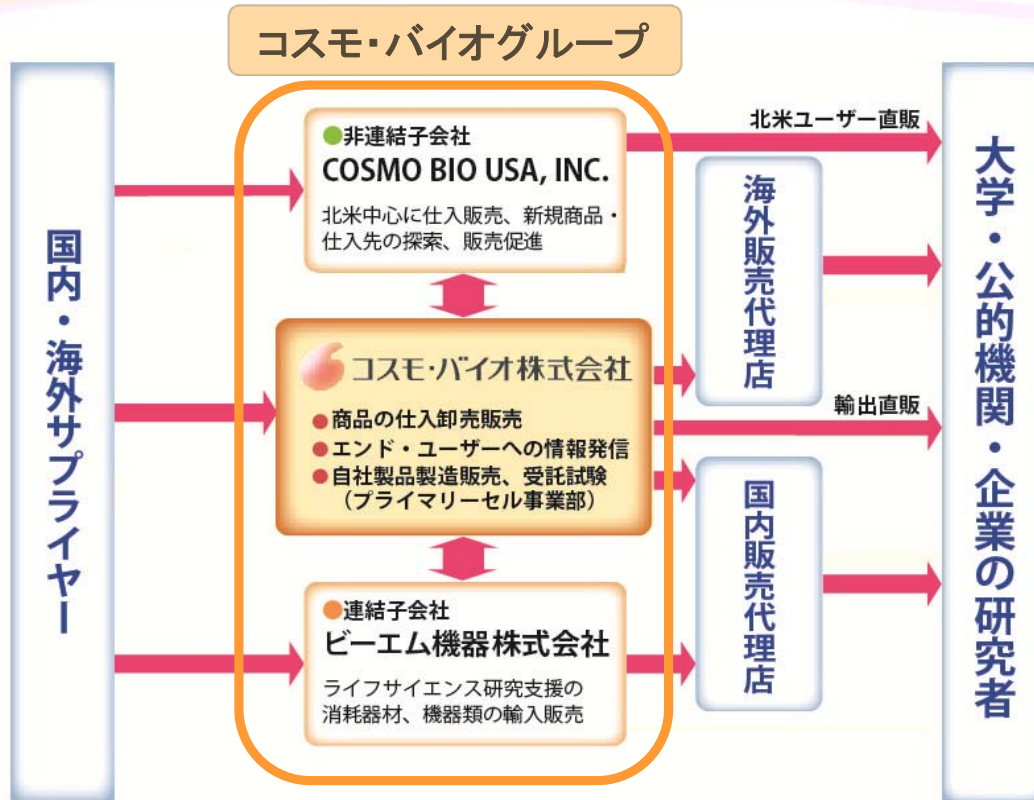 コスモ・バイオグループ
国内・海外サプライヤー
●非連結子会社
COSMO BIO USA, INC.
北米中心に仕入販売、新規商品・
仕入先の探索、販売促進
コスモ・バイオ株式会社
●商品の仕入卸売販売
●エンド・ユーザーへの情報発信
●自社製品製造販売、受託試験
（プライマリーセル事業部）
●連結子会社
ビーエム機器株式会社
ライフサイエンス研究支援の
消耗器材、機器類の輸入販売
北米ユーザー直販
海外販売代理店
輸出直販
国内販売代理店
大学・公的機関・企業の研究者